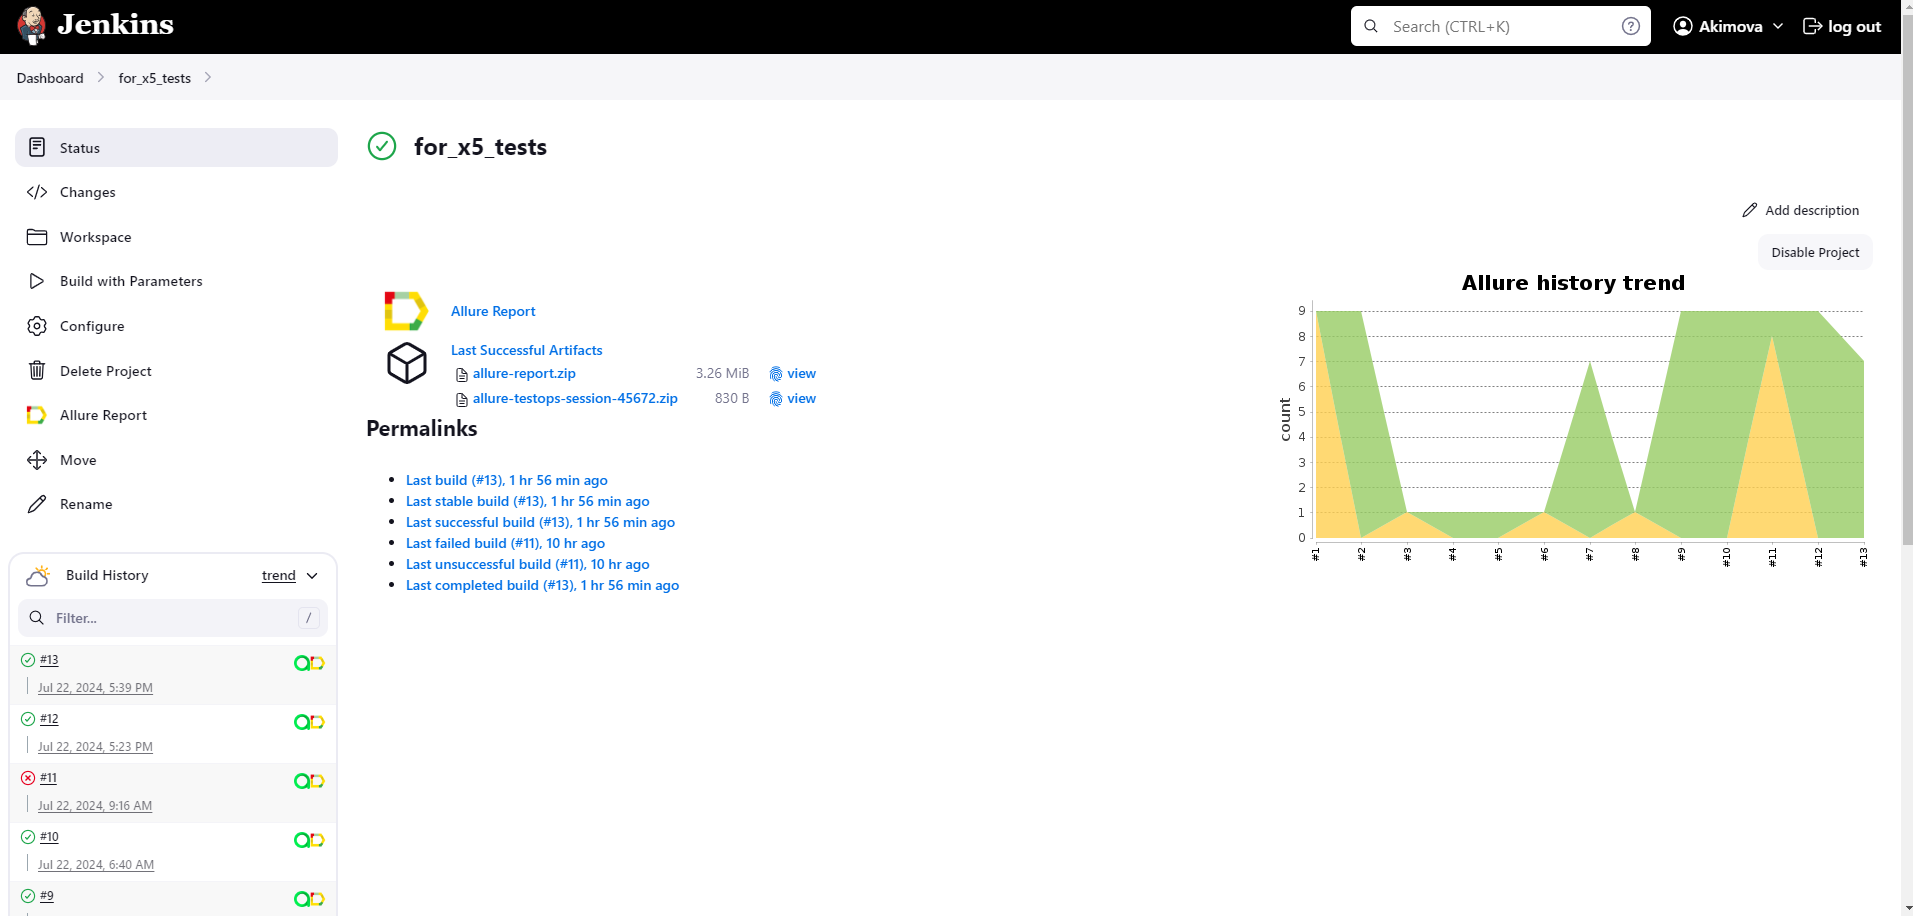 Jenkins
Search (CTRL+K)
Akimova
log out
Dashboard
for_x5_tests
Status
Changes
Workspace
Build with Parameters
Configure
Delete Project
Allure Report
Move
Rename
Build History
trend
Filter...
/
#13
Jul 22, 2024, 5:39 PM
#12
Jul 22, 2024, 5:23 PM
#11
Jul 22, 2024, 9:16 AM
#10
Jul 22, 2024, 6:40 AM
#9
for_x5_tests
Add description
Disable Project
Allure Report
Last Successful Artifacts
allure-report.zip 3.26 MiB view
allure-testops-session-45672.zip 830 B view
Permalinks
Last build (#13), 1 hr 56 min ago
Last stable build (#13), 1 hr 56 min ago
Last successful build (#13), 1 hr 56 min ago
Last failed build (#11), 10 hr ago
Last unsuccessful build (#11), 10 hr ago
Last completed build (#13), 1 hr 56 min ago
Allure history trend
count
9
8
7
6
5
4
3
2
1
0
#1 #2 #3 #4 #5 #6 #7 #8 #9 #10 #11 #12 #13